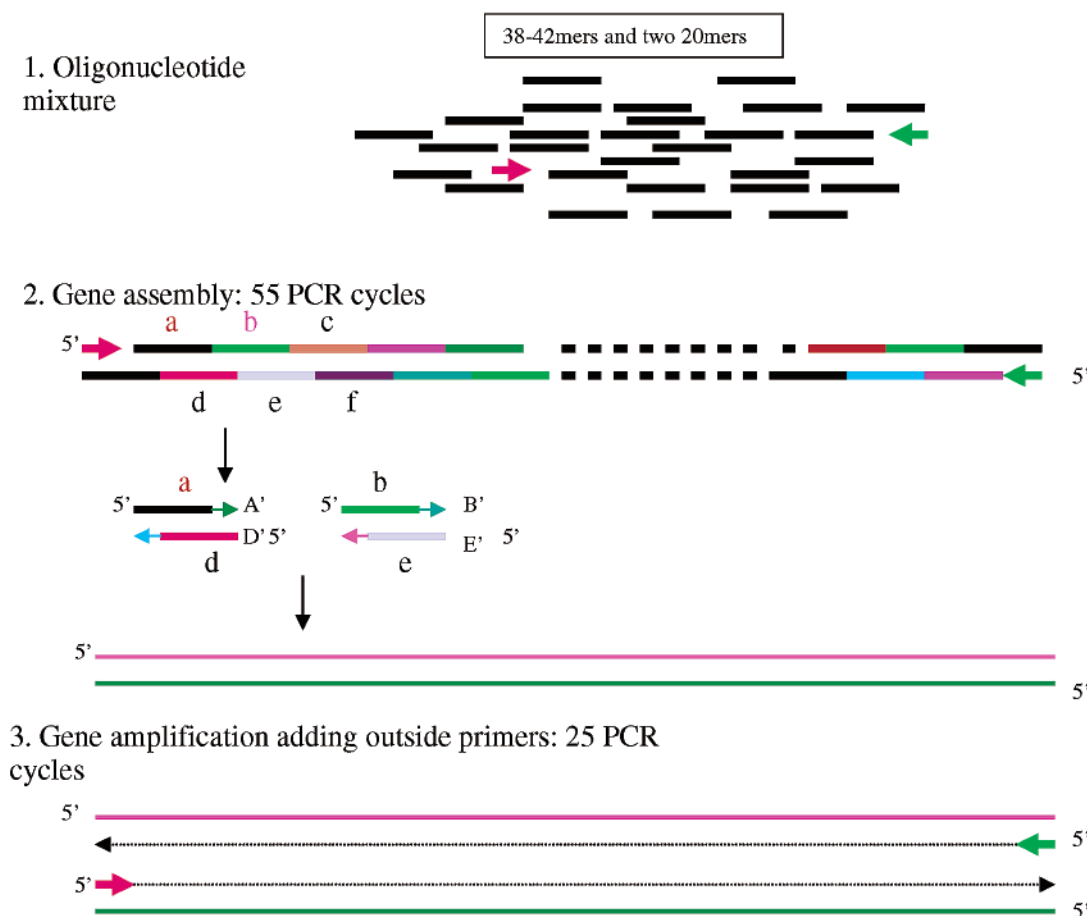 38-42mers and two 20mers
1. Oligonucleotide
mixture
2. Gene assembly: 55 PCR cycles
a b c
5'
5'
d e f
a b
5' A' 5' B'
D' 5' E' 5'
d e
5'
5'
3. Gene amplification adding outside primers: 25 PCR
cycles
5'
5'
5'
5'